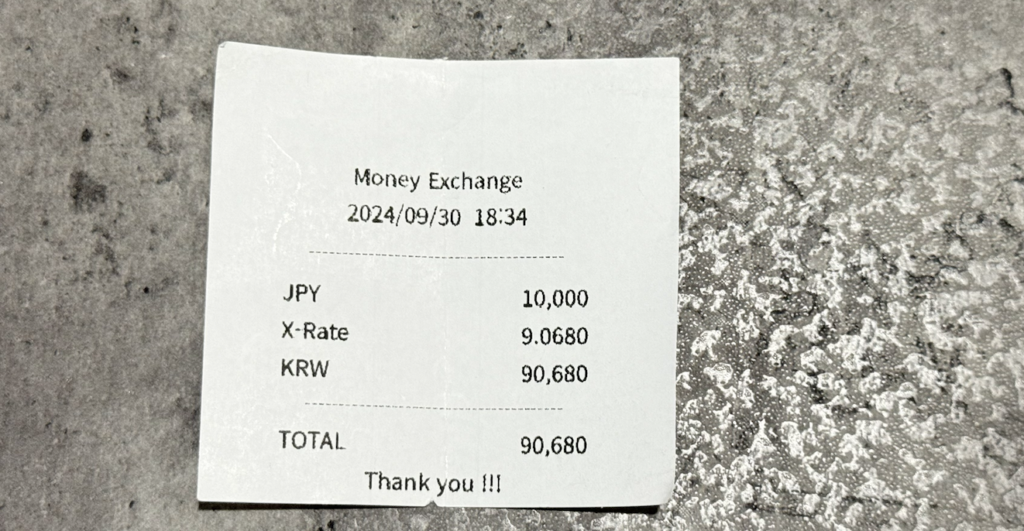 Money Exchange
2024/09/30 18:34
JPY 10,000
X-Rate 9.0680
KRW 90,680
TOTAL 90,680
Thank you !!!